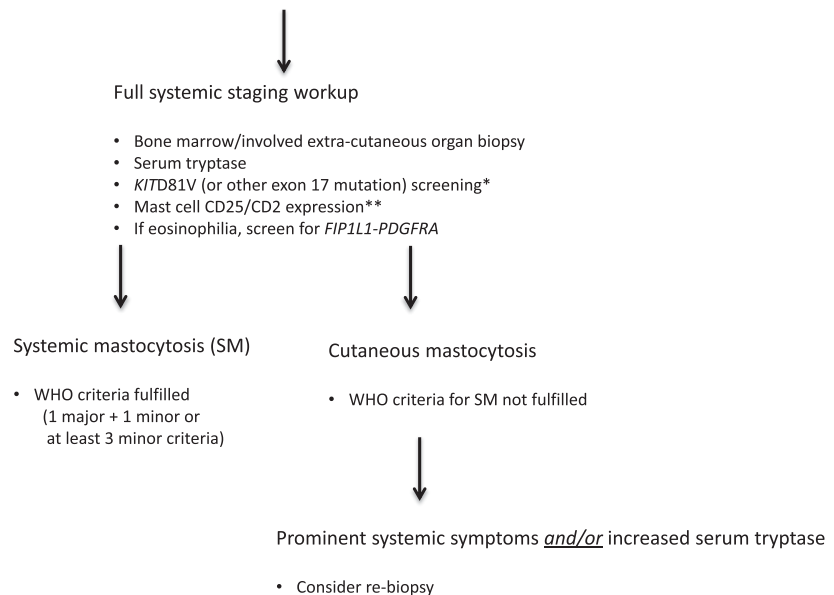 Full systemic staging workup
• Bone marrow/involved extra-cutaneous organ biopsy
• Serum tryptase
• KITD81V (or other exon 17 mutation) screening*
• Mast cell CD25/CD2 expression**
• If eosinophilia, screen for FIP1L1-PDGFRA
Systemic mastocytosis (SM)
• WHO criteria fulfilled
(1 major + 1 minor or
at least 3 minor criteria)
Cutaneous mastocytosis
• WHO criteria for SM not fulfilled
Prominent systemic symptoms and/or increased serum tryptase
• Consider re-biopsy